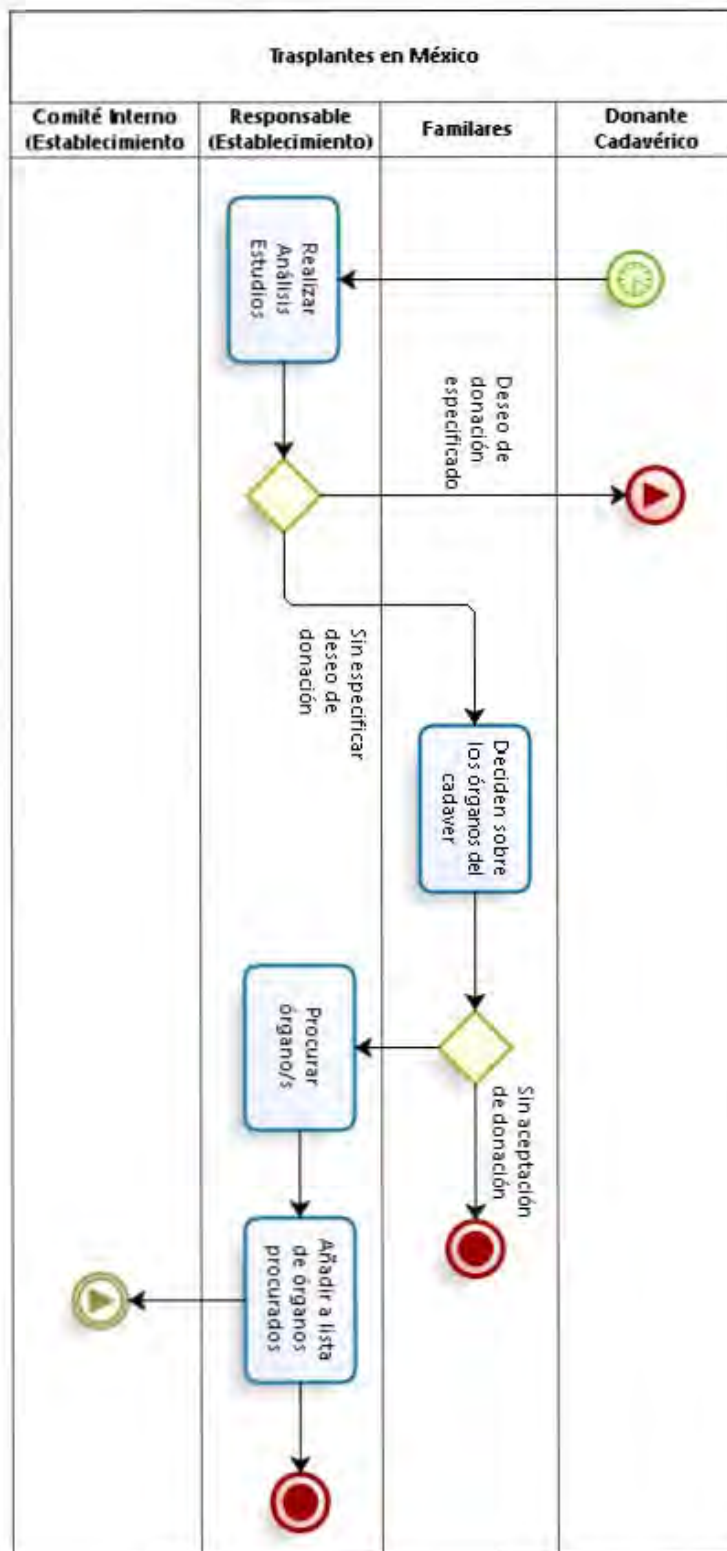 Trasplantes en México
Comité Interno
(Establecimiento
Responsable
(Establecimiento)
Familares
Donante
Cadavérico
Realizar
Análisis
Estudios
Deseo de
donación
especificado
Sin especificar
deseo de
donación
Deciden sobre
los órganos del
cadaver
Sin aceptación
de donación
Procurar
órgano/s
Añadir a lista
de órganos
procurados